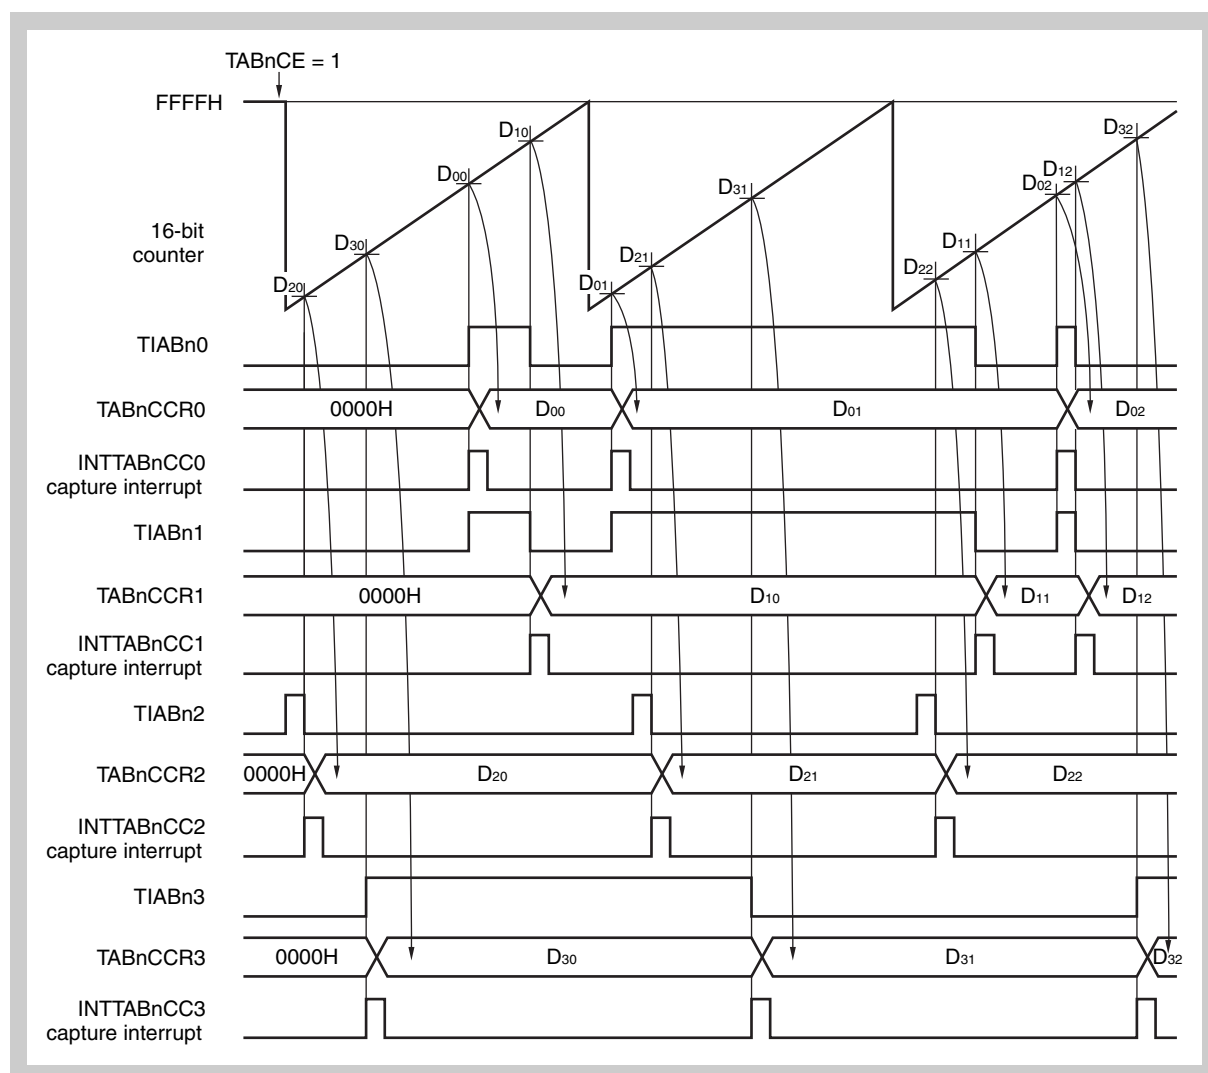 TABnCE = 1
FFFFH
16-bit
counter
D20
D30
D00
D10
D01
D21
D31
D22
D11
D02
D12
D32
TIABn0
TABnCCR0
0000H
D00
D01
D02
INTTABnCC0
capture interrupt
TIABn1
TABnCCR1
0000H
D10
D11
D12
INTTABnCC1
capture interrupt
TIABn2
TABnCCR2
0000H
D20
D21
D22
INTTABnCC2
capture interrupt
TIABn3
TABnCCR3
0000H
D30
D31
D32
INTTABnCC3
capture interrupt